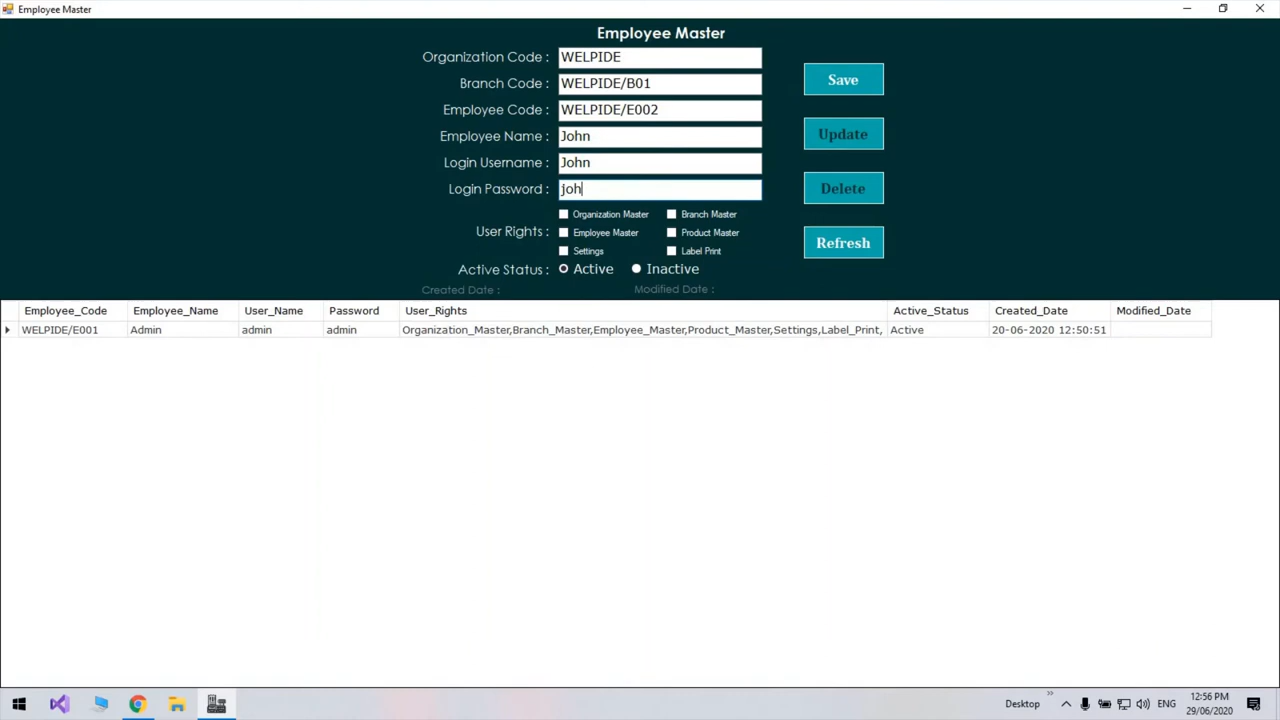 Employee Master
Employee Master
Organization Code : WELPIDE
Branch Code : WELPIDE/B01
Employee Code : WELPIDE/E002
Employee Name : John
Login Username : John
Login Password : joh
User Rights :
Organization Master Branch Master
Employee Master Product Master
Settings Label Print
Active Status : Active Inactive
Created Date : Modified Date :
Save
Update
Delete
Refresh
Employee_Code Employee_Name User_Name Password User_Rights Active_Status Created_Date Modified_Date
WELPIDE/E001 Admin admin admin Organization_Master,Branch_Master,Employee_Master,Product_Master,Settings,Label_Print, Active 20-06-2020 12:50:51
Desktop ENG 12:56 PM
29/06/2020